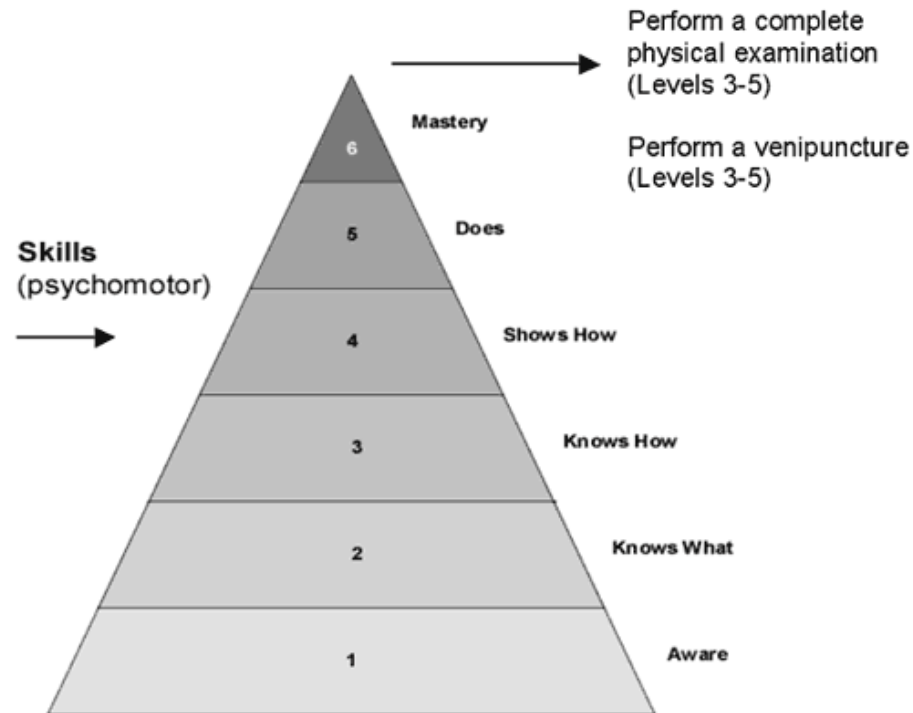 Perform a complete
physical examination
(Levels 3-5)
Mastery
6
Perform a venipuncture
(Levels 3-5)
5
Does
Skills
(psychomotor)
4
Shows How
3
Knows How
2
Knows What
1
Aware